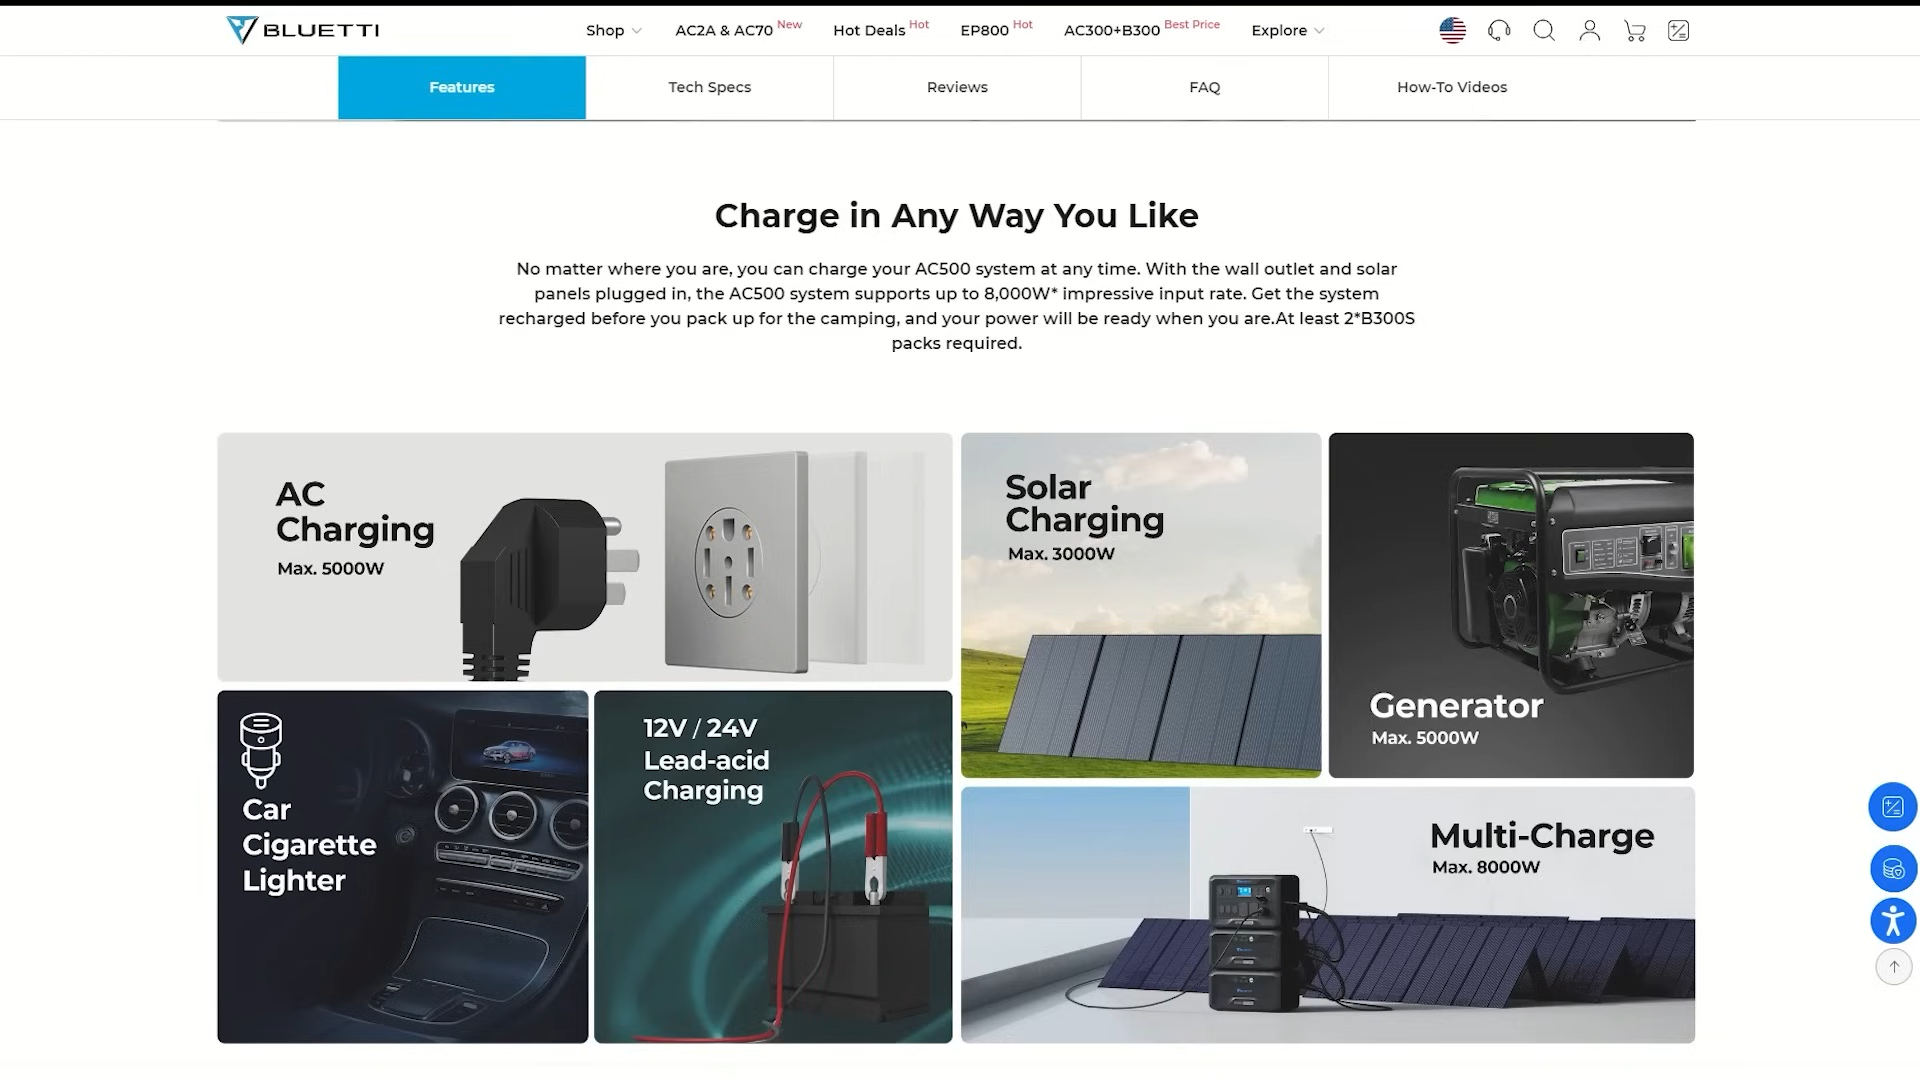 BLUETTI
Shop
AC2A & AC70 New
Hot Deals Hot
EP800 Hot
AC300+B300 Best Price
Explore
Features
Tech Specs
Reviews
FAQ
How-To Videos
Charge in Any Way You Like
No matter where you are, you can charge your AC500 system at any time. With the wall outlet and solar
panels plugged in, the AC500 system supports up to 8,000W* impressive input rate. Get the system
recharged before you pack up for the camping, and your power will be ready when you are.At least 2*B300S
packs required.
AC
Charging
Max. 5000W
Solar
Charging
Max. 3000W
Generator
Max. 5000W
Car
Cigarette
Lighter
12V / 24V
Lead-acid
Charging
Multi-Charge
Max. 8000W